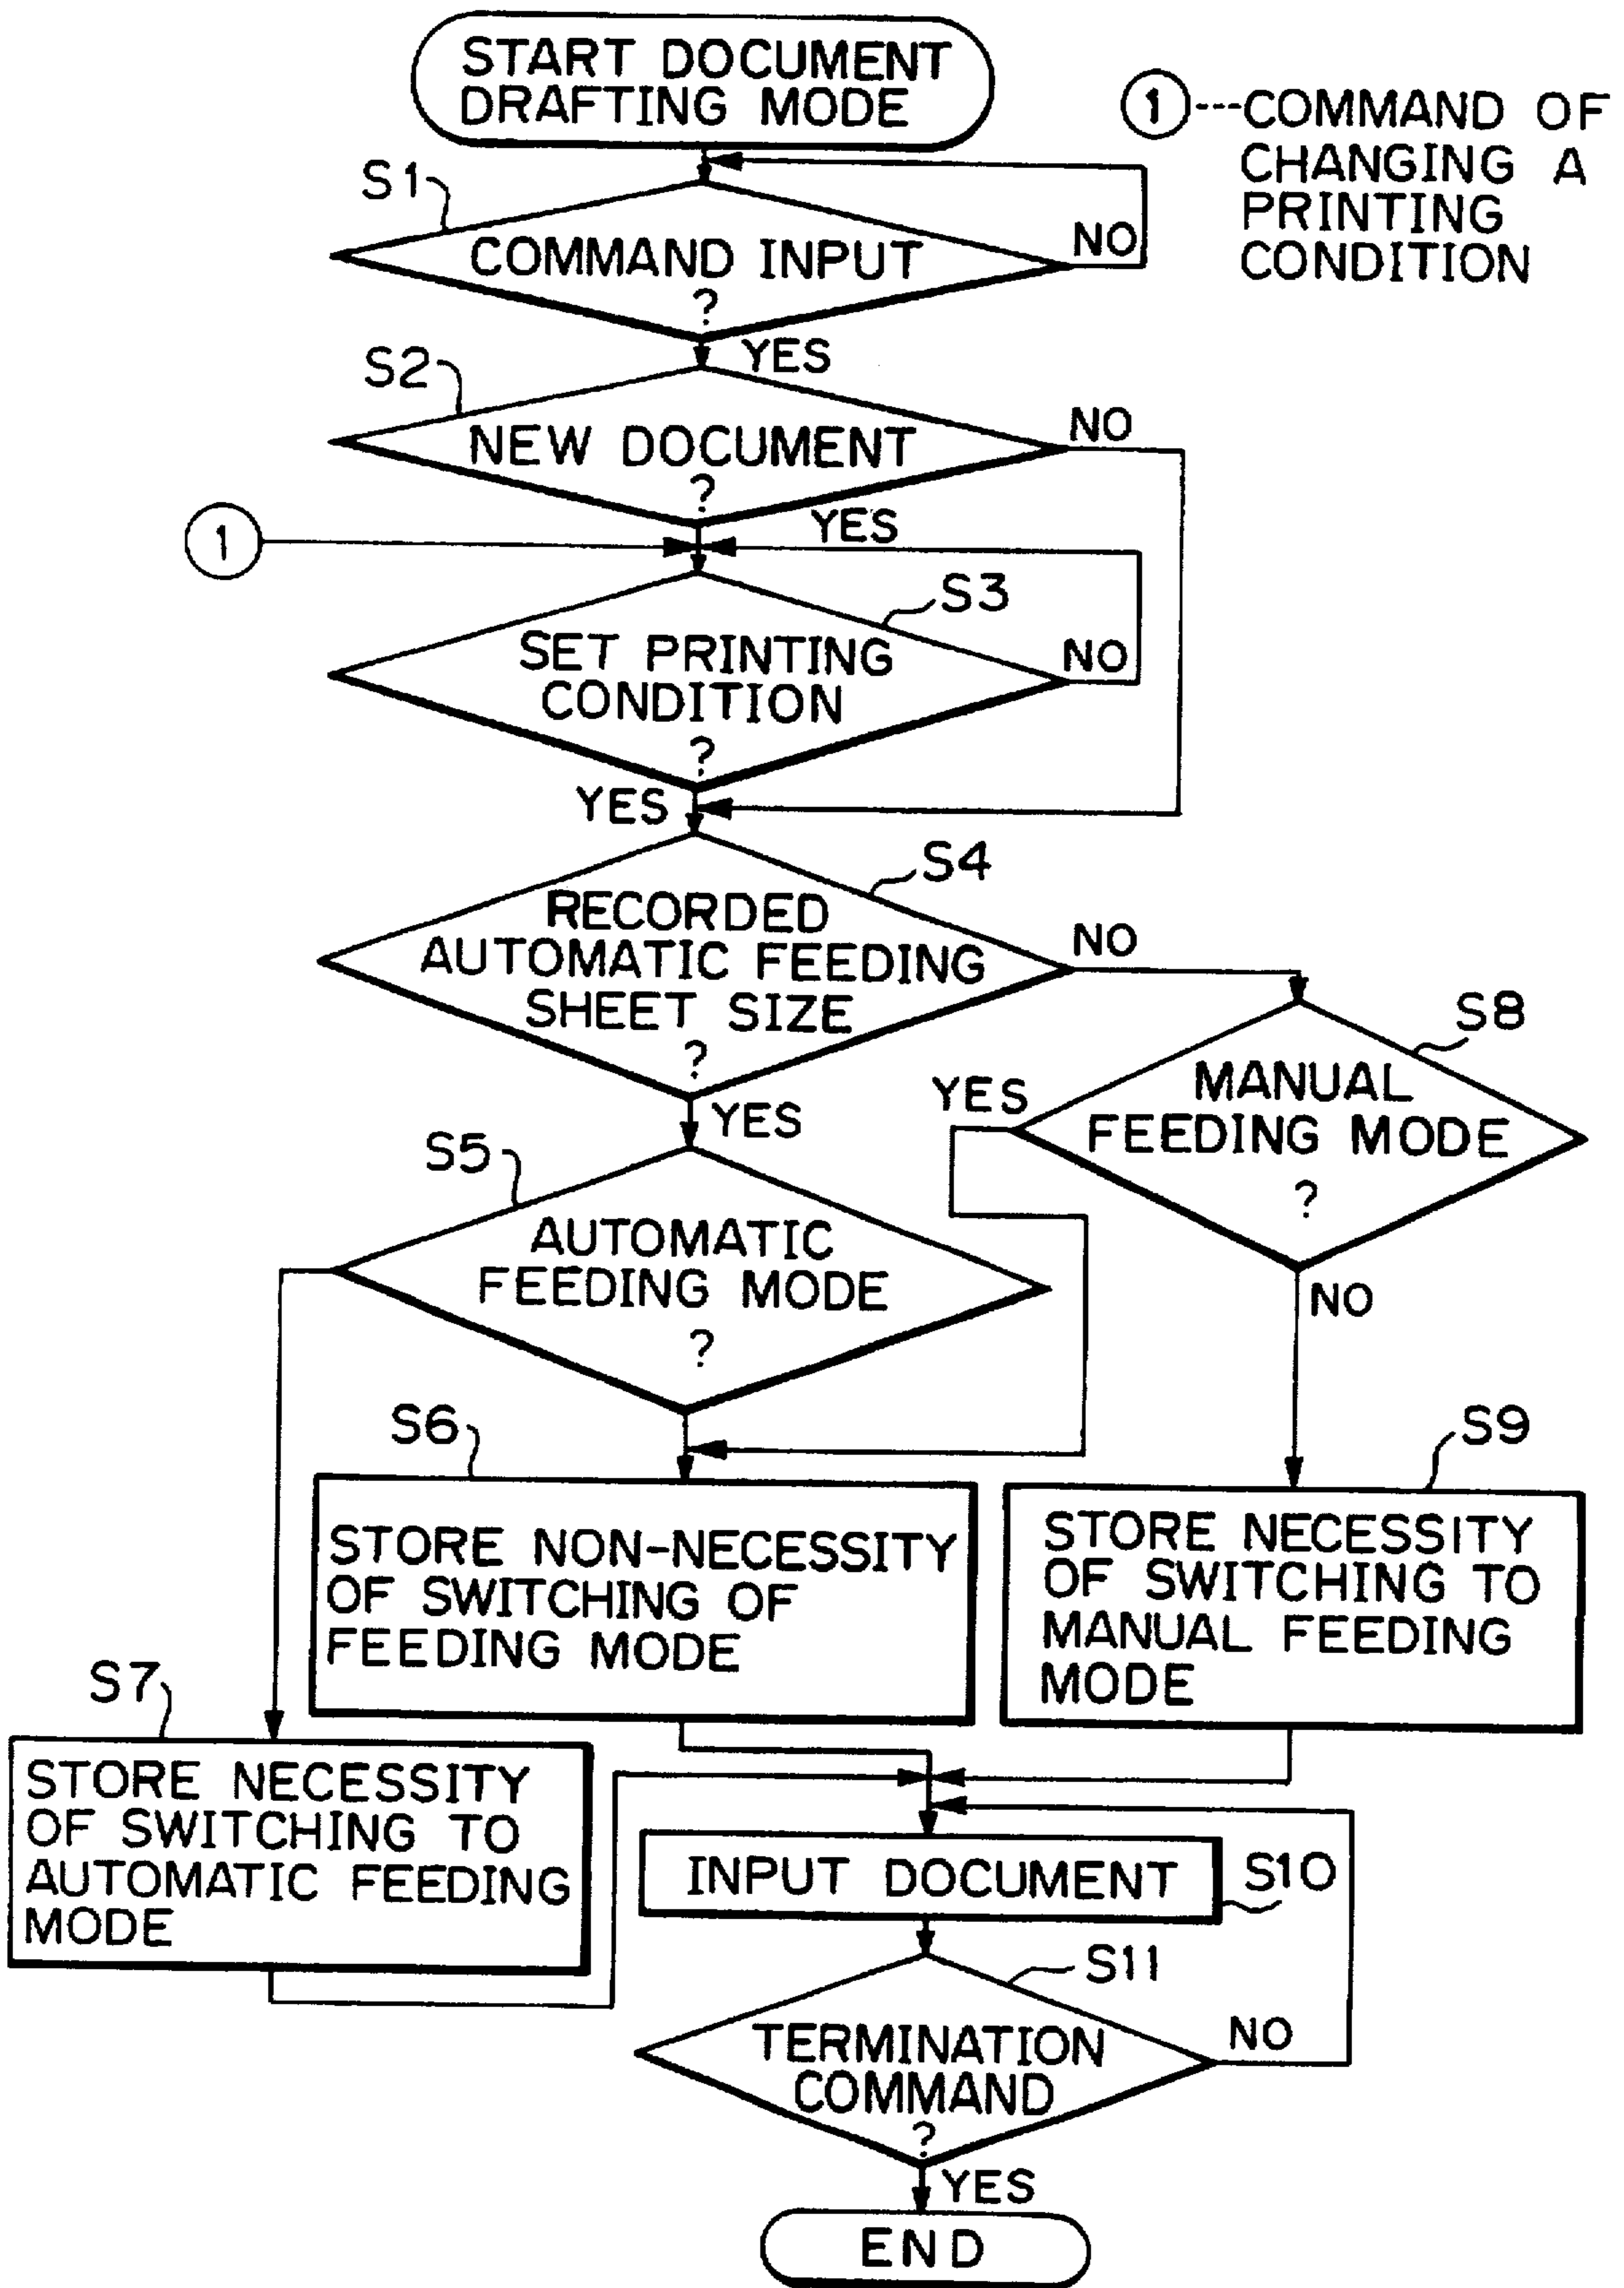 START DOCUMENT
DRAFTING MODE
1 ---COMMAND OF
CHANGING A
PRINTING
CONDITION
S1
COMMAND INPUT
?
NO
YES
S2
NEW DOCUMENT
?
NO
YES
1
S3
SET PRINTING
CONDITION
?
NO
YES
S4
RECORDED
AUTOMATIC FEEDING
SHEET SIZE
?
NO
YES
S8
MANUAL
FEEDING MODE
?
YES
NO
S5
AUTOMATIC
FEEDING MODE
?
S6
STORE NON-NECESSITY
OF SWITCHING OF
FEEDING MODE
S9
STORE NECESSITY
OF SWITCHING TO
MANUAL FEEDING
MODE
S7
STORE NECESSITY
OF SWITCHING TO
AUTOMATIC FEEDING
MODE
INPUT DOCUMENT
S10
S11
TERMINATION
COMMAND
?
NO
YES
END